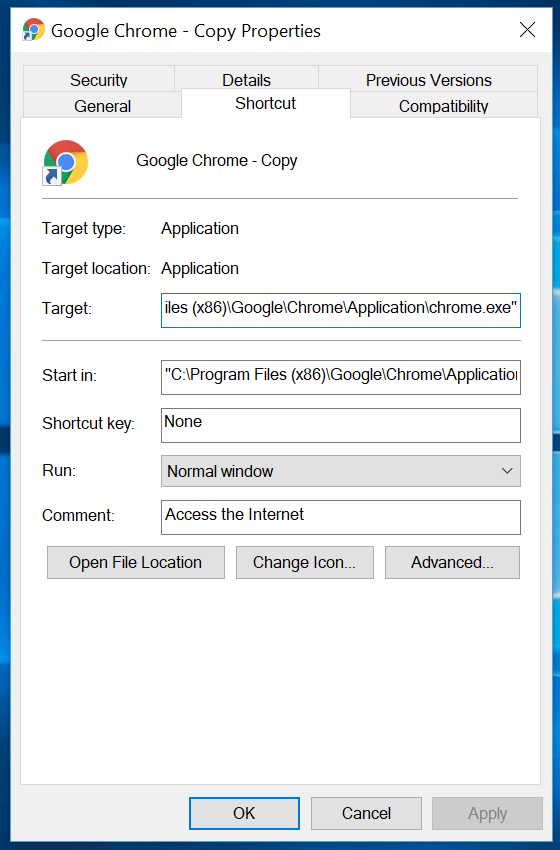 Google Chrome - Copy Properties
Security Details Previous Versions
General Shortcut Compatibility
Google Chrome - Copy
Target type: Application
Target location: Application
Target: iles (x86)\Google\Chrome\Application\chrome.exe"
Start in: "C:\Program Files (x86)\Google\Chrome\Application
Shortcut key: None
Run: Normal window
Comment: Access the Internet
Open File Location Change Icon... Advanced...
OK Cancel Apply